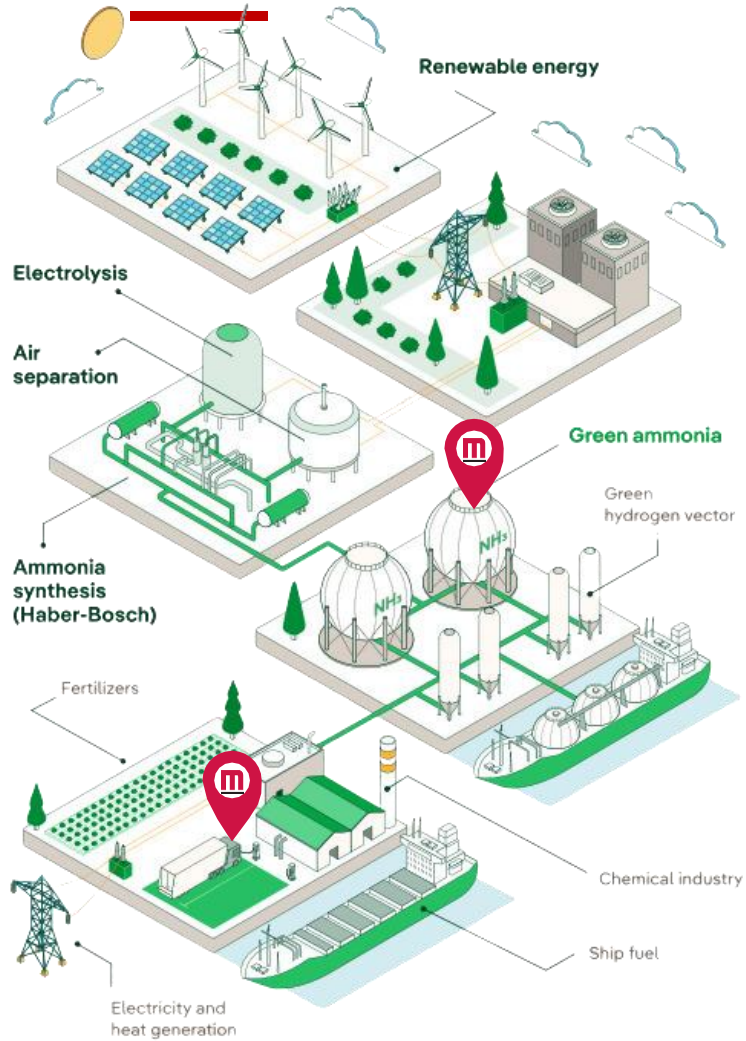 Renewable energy
Electrolysis
Air
separation
m
Green ammonia
Green
hydrogen vector
NH₃
NH₃
Ammonia
synthesis
(Haber-Bosch)
Fertilizers
m
Chemical industry
Ship fuel
Electricity and
heat generation